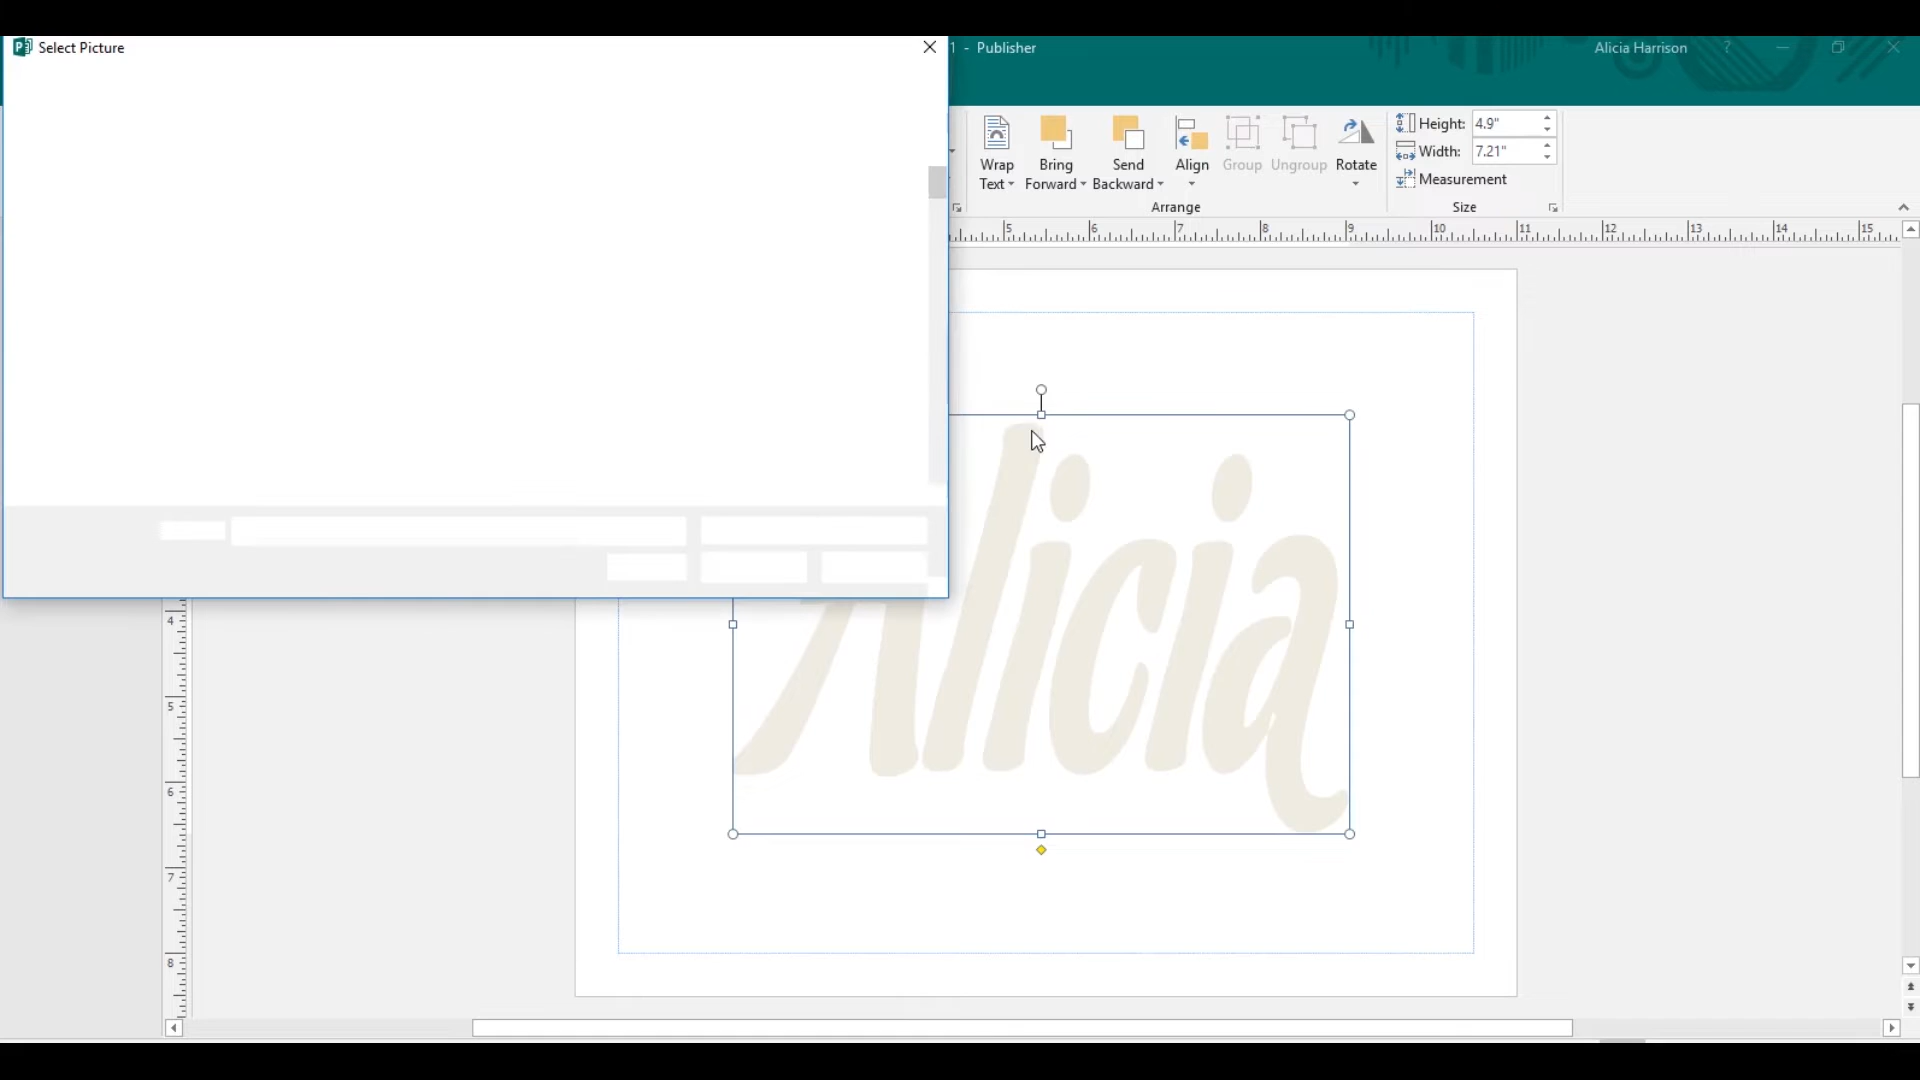 Select Picture
1 - Publisher
Alicia Harrison
?
Wrap Text
Bring Forward
Send Backward
Align
Group
Ungroup
Rotate
Height: 4.9"
Width: 7.21"
Measurement
Arrange
Size
5 6 7 8 9 10 11 12 13 14 15
Alicia
4
5
6
7
8